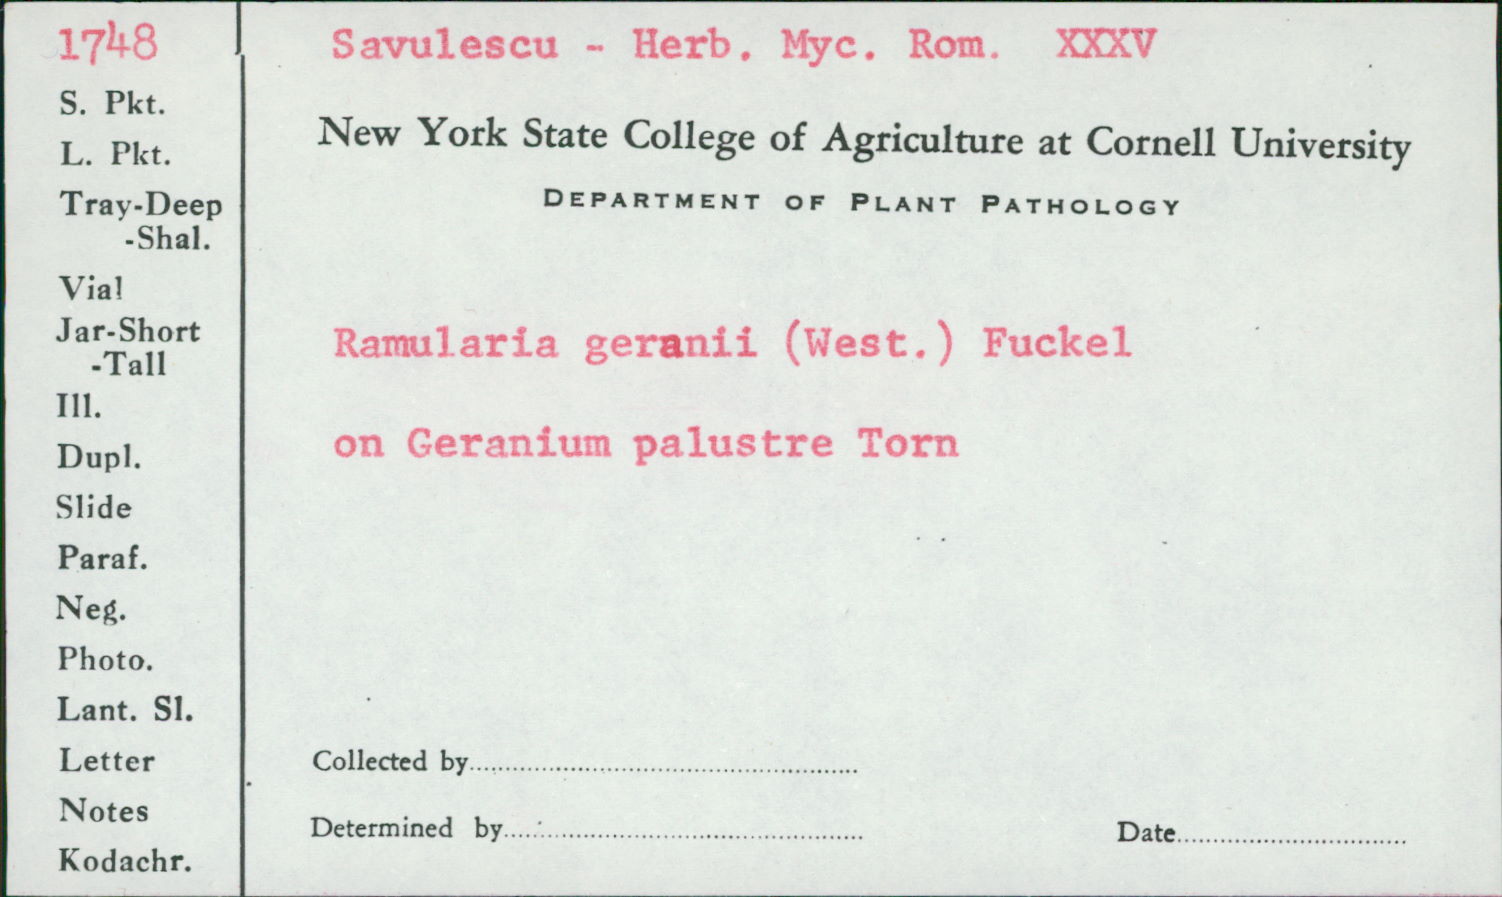 1748
Savulescu - Herb. Myc. Rom. XXXV
S. Pkt.
L. Pkt.
Tray-Deep
-Shal.
Vial
Jar-Short
-Tall
Ill.
Dupl.
Slide
Paraf.
Neg.
Photo.
Lant. Sl.
Letter
Notes
Kodachr.
New York State College of Agriculture at Cornell University
DEPARTMENT OF PLANT PATHOLOGY
Ramularia geranii (West.) Fuckel
on Geranium palustre Torn
Collected by
Determined by
Date